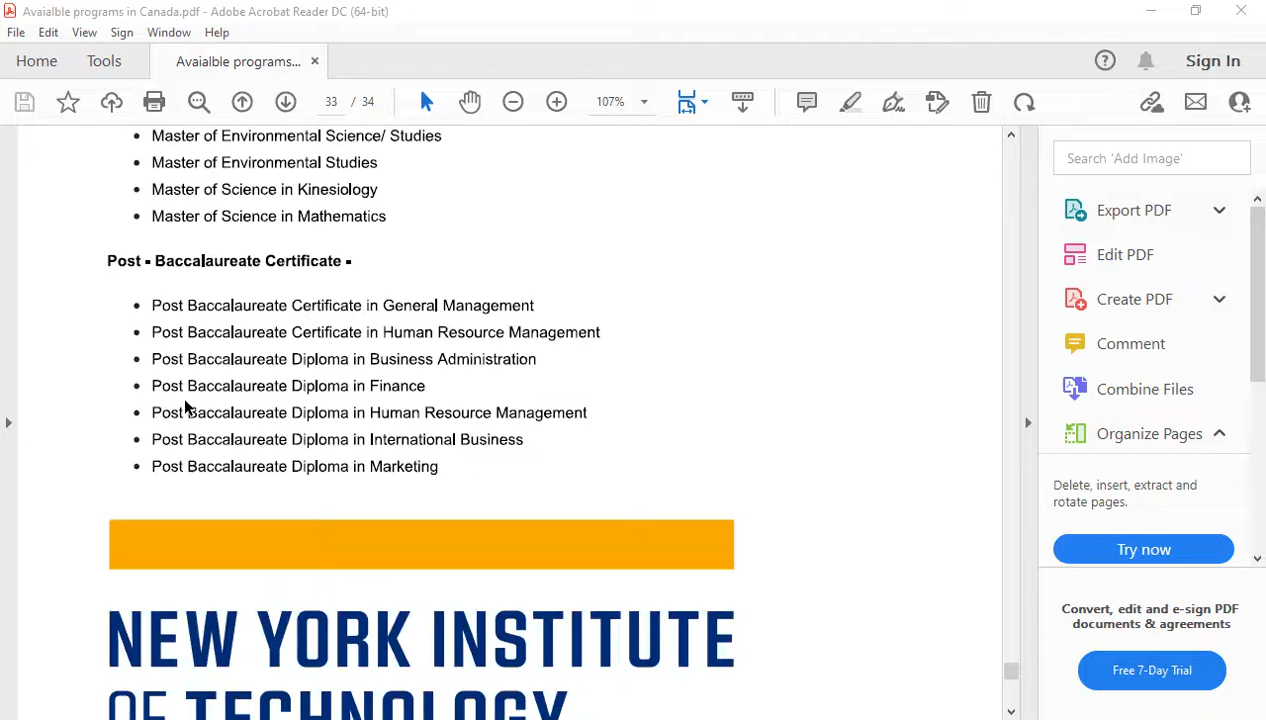 Avaialble programs in Canada.pdf - Adobe Acrobat Reader DC (64-bit)
File Edit View Sign Window Help
Home Tools Avaialble programs... × Sign In
33 / 34 107%
Master of Environmental Science/ Studies
Master of Environmental Studies
Master of Science in Kinesiology
Master of Science in Mathematics
Post - Baccalaureate Certificate -
Post Baccalaureate Certificate in General Management
Post Baccalaureate Certificate in Human Resource Management
Post Baccalaureate Diploma in Business Administration
Post Baccalaureate Diploma in Finance
Post Baccalaureate Diploma in Human Resource Management
Post Baccalaureate Diploma in International Business
Post Baccalaureate Diploma in Marketing
NEW YORK INSTITUTE
OF TECHNOLOGY
Search 'Add Image'
Export PDF
Edit PDF
Create PDF
Comment
Combine Files
Organize Pages
Delete, insert, extract and
rotate pages.
Try now
Convert, edit and e-sign PDF
documents & agreements
Free 7-Day Trial